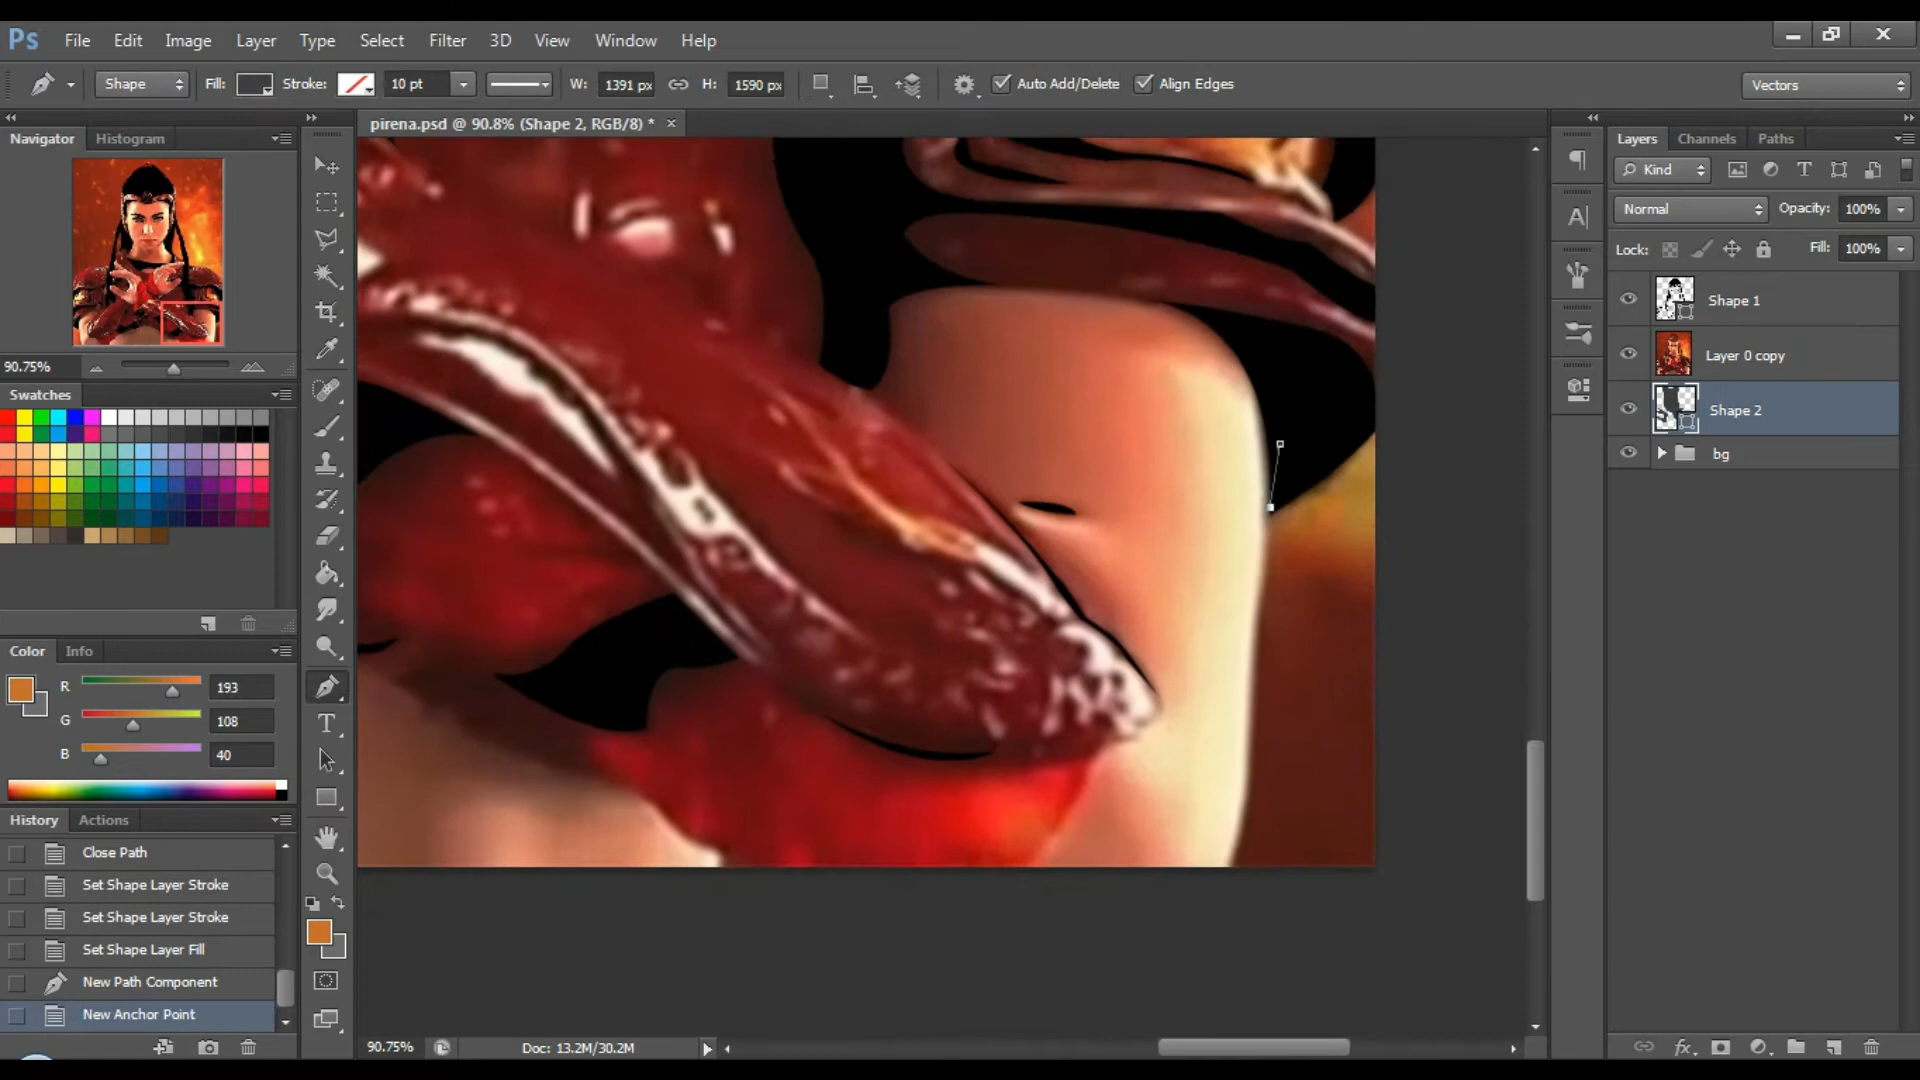 Ps File Edit Image Layer Type Select Filter 3D View Window Help
Shape Fill: Stroke: 10 pt W: 1391 px H: 1590 px Auto Add/Delete Align Edges Vectors
Navigator Histogram
pirena.psd @ 90.8% (Shape 2, RGB/8) *
Layers Channels Paths
Kind
Normal Opacity: 100%
Lock: Fill: 100%
Shape 1
Layer 0 copy
Shape 2
bg
90.75%
Swatches
Color Info
R 193
G 108
B 40
History Actions
Close Path
Set Shape Layer Stroke
Set Shape Layer Stroke
Set Shape Layer Fill
New Path Component
New Anchor Point
90.75% Doc: 13.2M/30.2M